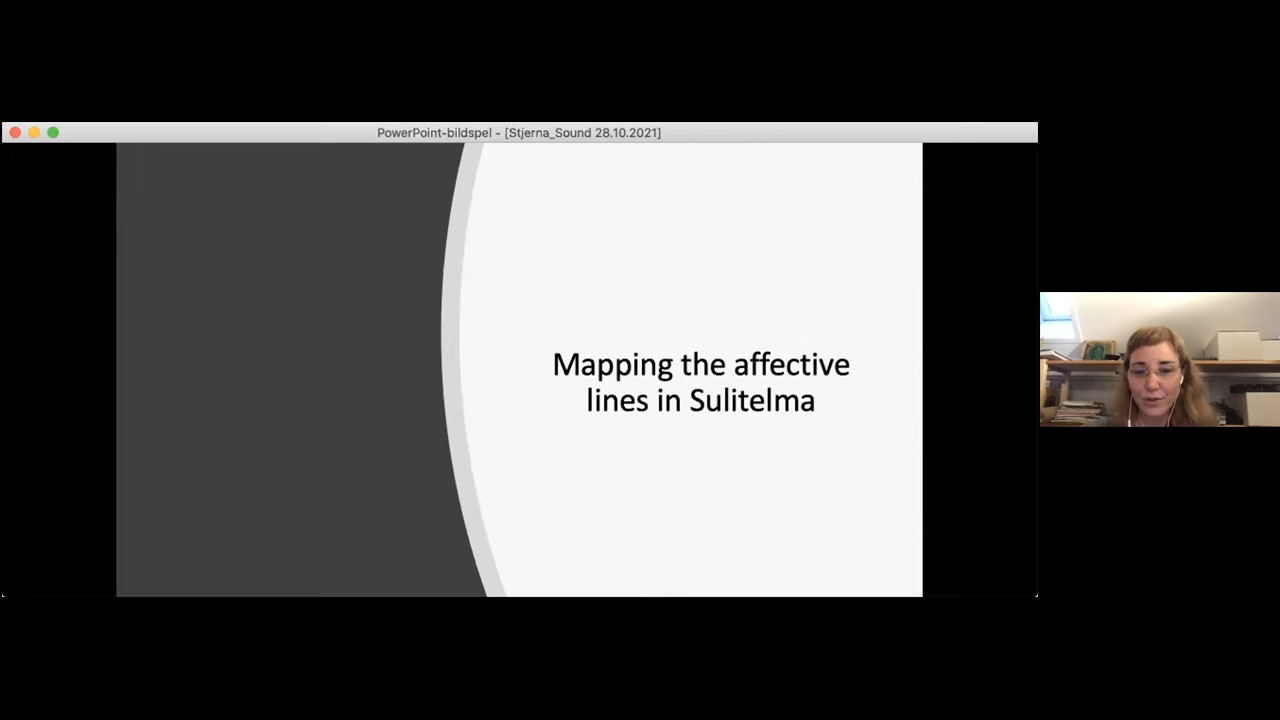 PowerPoint-bildspel - [Stjerna_Sound 28.10.2021]
Mapping the affective
lines in Sulitelma